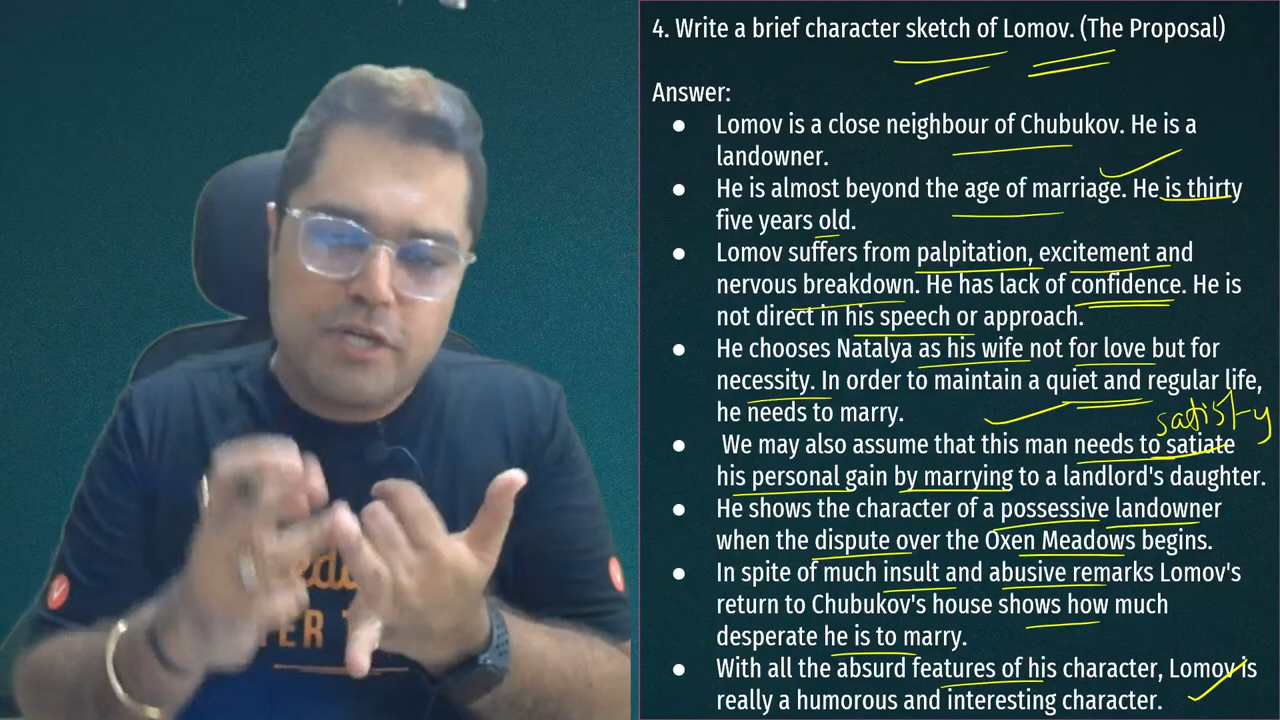 4. Write a brief character sketch of Lomov. (The Proposal)
Answer:
● Lomov is a close neighbour of Chubukov. He is a
landowner.
● He is almost beyond the age of marriage. He is thirty
five years old.
● Lomov suffers from palpitation, excitement and
nervous breakdown. He has lack of confidence. He is
not direct in his speech or approach.
● He chooses Natalya as his wife not for love but for
necessity. In order to maintain a quiet and regular life,
he needs to marry.
satisfy
● We may also assume that this man needs to satiate
his personal gain by marrying to a landlord's daughter.
● He shows the character of a possessive landowner
when the dispute over the Oxen Meadows begins.
● In spite of much insult and abusive remarks Lomov's
return to Chubukov's house shows how much
desperate he is to marry.
● With all the absurd features of his character, Lomov is
really a humorous and interesting character.